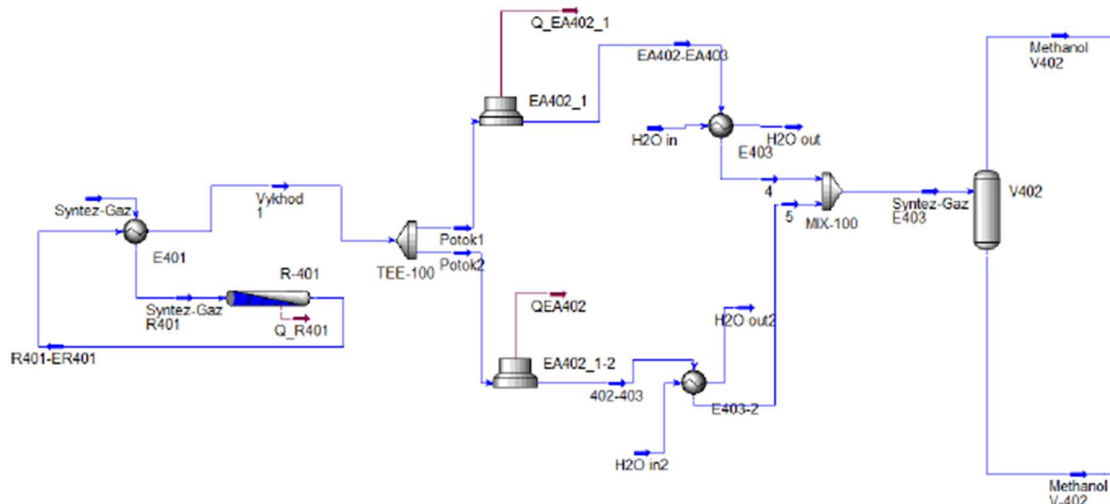 Q_EA402_1
EA402-EA403
Methanol
V402
EA402_1
H2O in
H2O out
E403
Syntez-Gaz
Vykhod
1
4
Syntez-Gaz
E403
V402
5
MIX-100
E401
Potok1
Potok2
TEE-100
R-401
Syntez-Gaz
R401
Q_R401
R401-ER401
QEA402
H2O out2
EA402_1-2
402-403
E403-2
H2O in2
Methanol
V-402